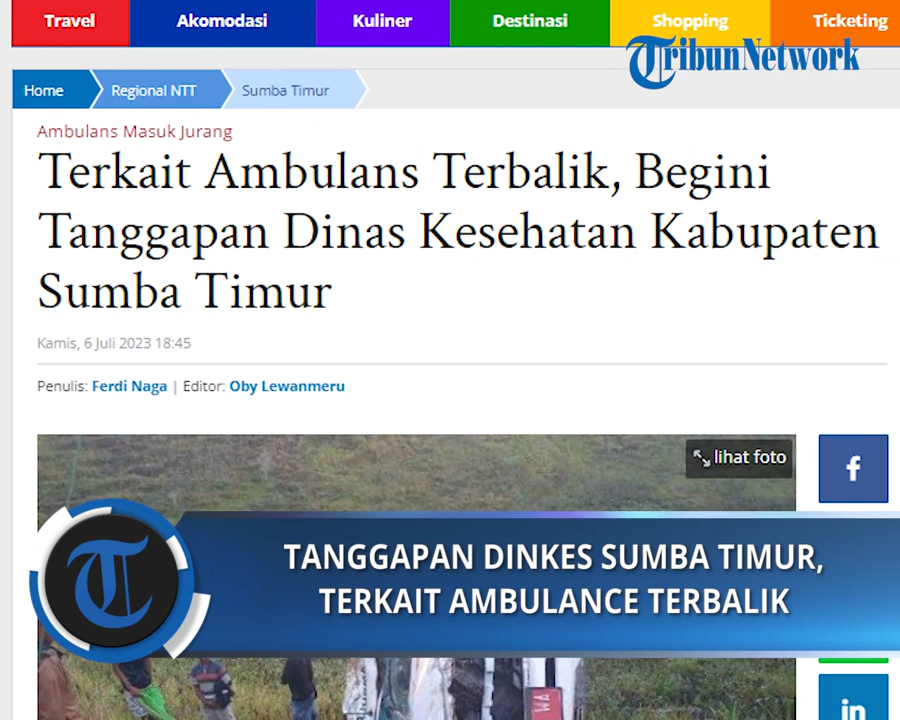 Travel Akomodasi Kuliner Destinasi Shopping Ticketing
TribunNetwork
Home Regional NTT Sumba Timur
Ambulans Masuk Jurang
Terkait Ambulans Terbalik, Begini
Tanggapan Dinas Kesehatan Kabupaten
Sumba Timur
Kamis, 6 Juli 2023 18:45
Penulis: Ferdi Naga | Editor: Oby Lewanmeru
lihat foto
f
T
TANGGAPAN DINKES SUMBA TIMUR,
TERKAIT AMBULANCE TERBALIK
WA
in